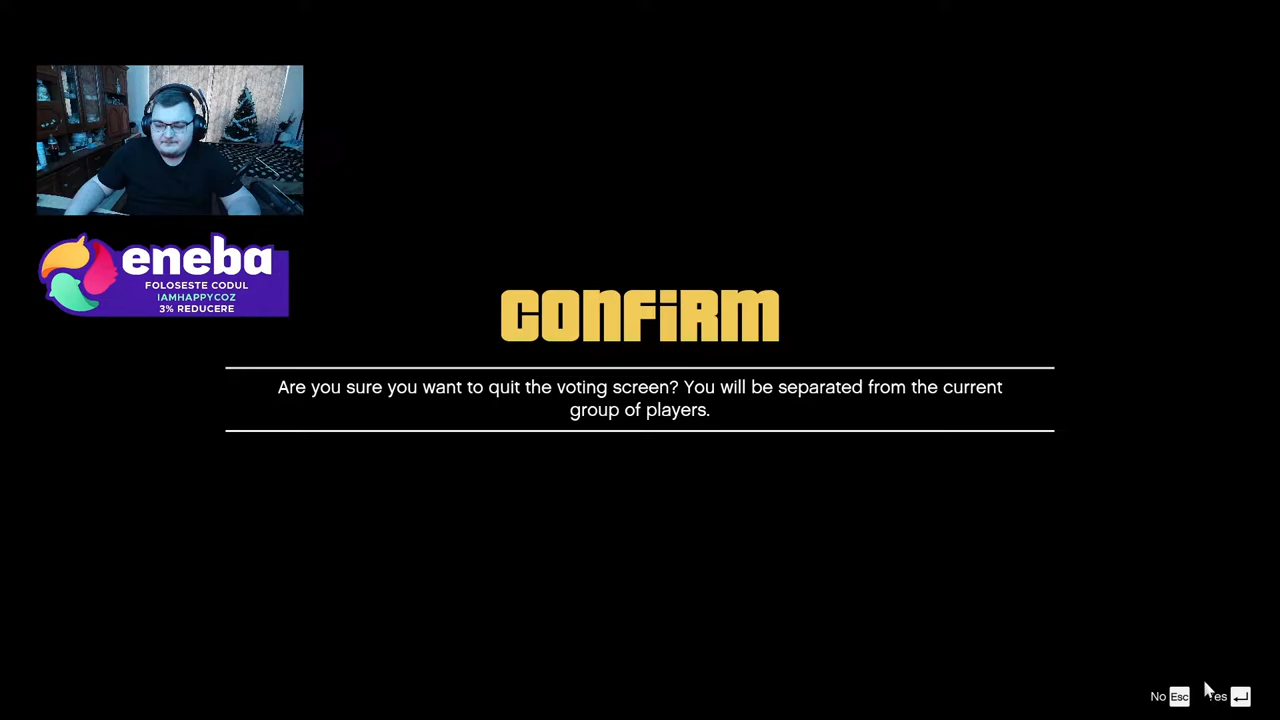 eneba
FOLOSESTE CODUL
IAMHAPPYCOZ
3% REDUCERE
CONFIRM
Are you sure you want to quit the voting screen? You will be separated from the current
group of players.
No Esc Yes